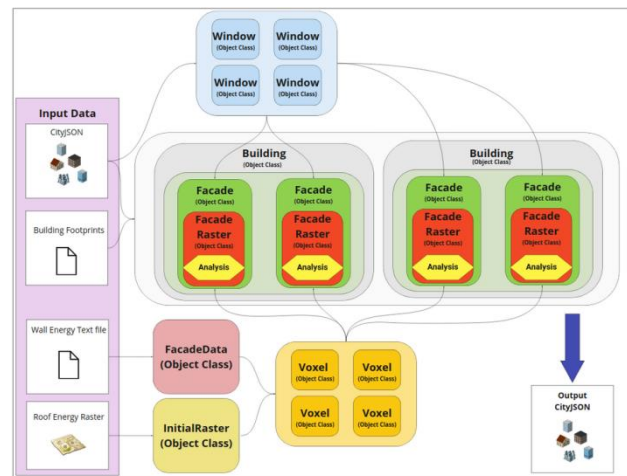 Window
(Object Class)
Window
(Object Class)
Window
(Object Class)
Window
(Object Class)
Input Data
CityJSON
Building Footprints
Wall Energy Text file
Roof Energy Raster
Building
(Object Class)
Facade
(Object Class)
Facade
Raster
(Object Class)
Analysis
Facade
(Object Class)
Facade
Raster
(Object Class)
Analysis
Building
(Object Class)
Facade
(Object Class)
Facade
Raster
(Object Class)
Analysis
Facade
(Object Class)
Facade
Raster
(Object Class)
Analysis
FacadeData
(Object Class)
InitialRaster
(Object Class)
Voxel
(Object Class)
Voxel
(Object Class)
Voxel
(Object Class)
Voxel
(Object Class)
Output
CityJSON